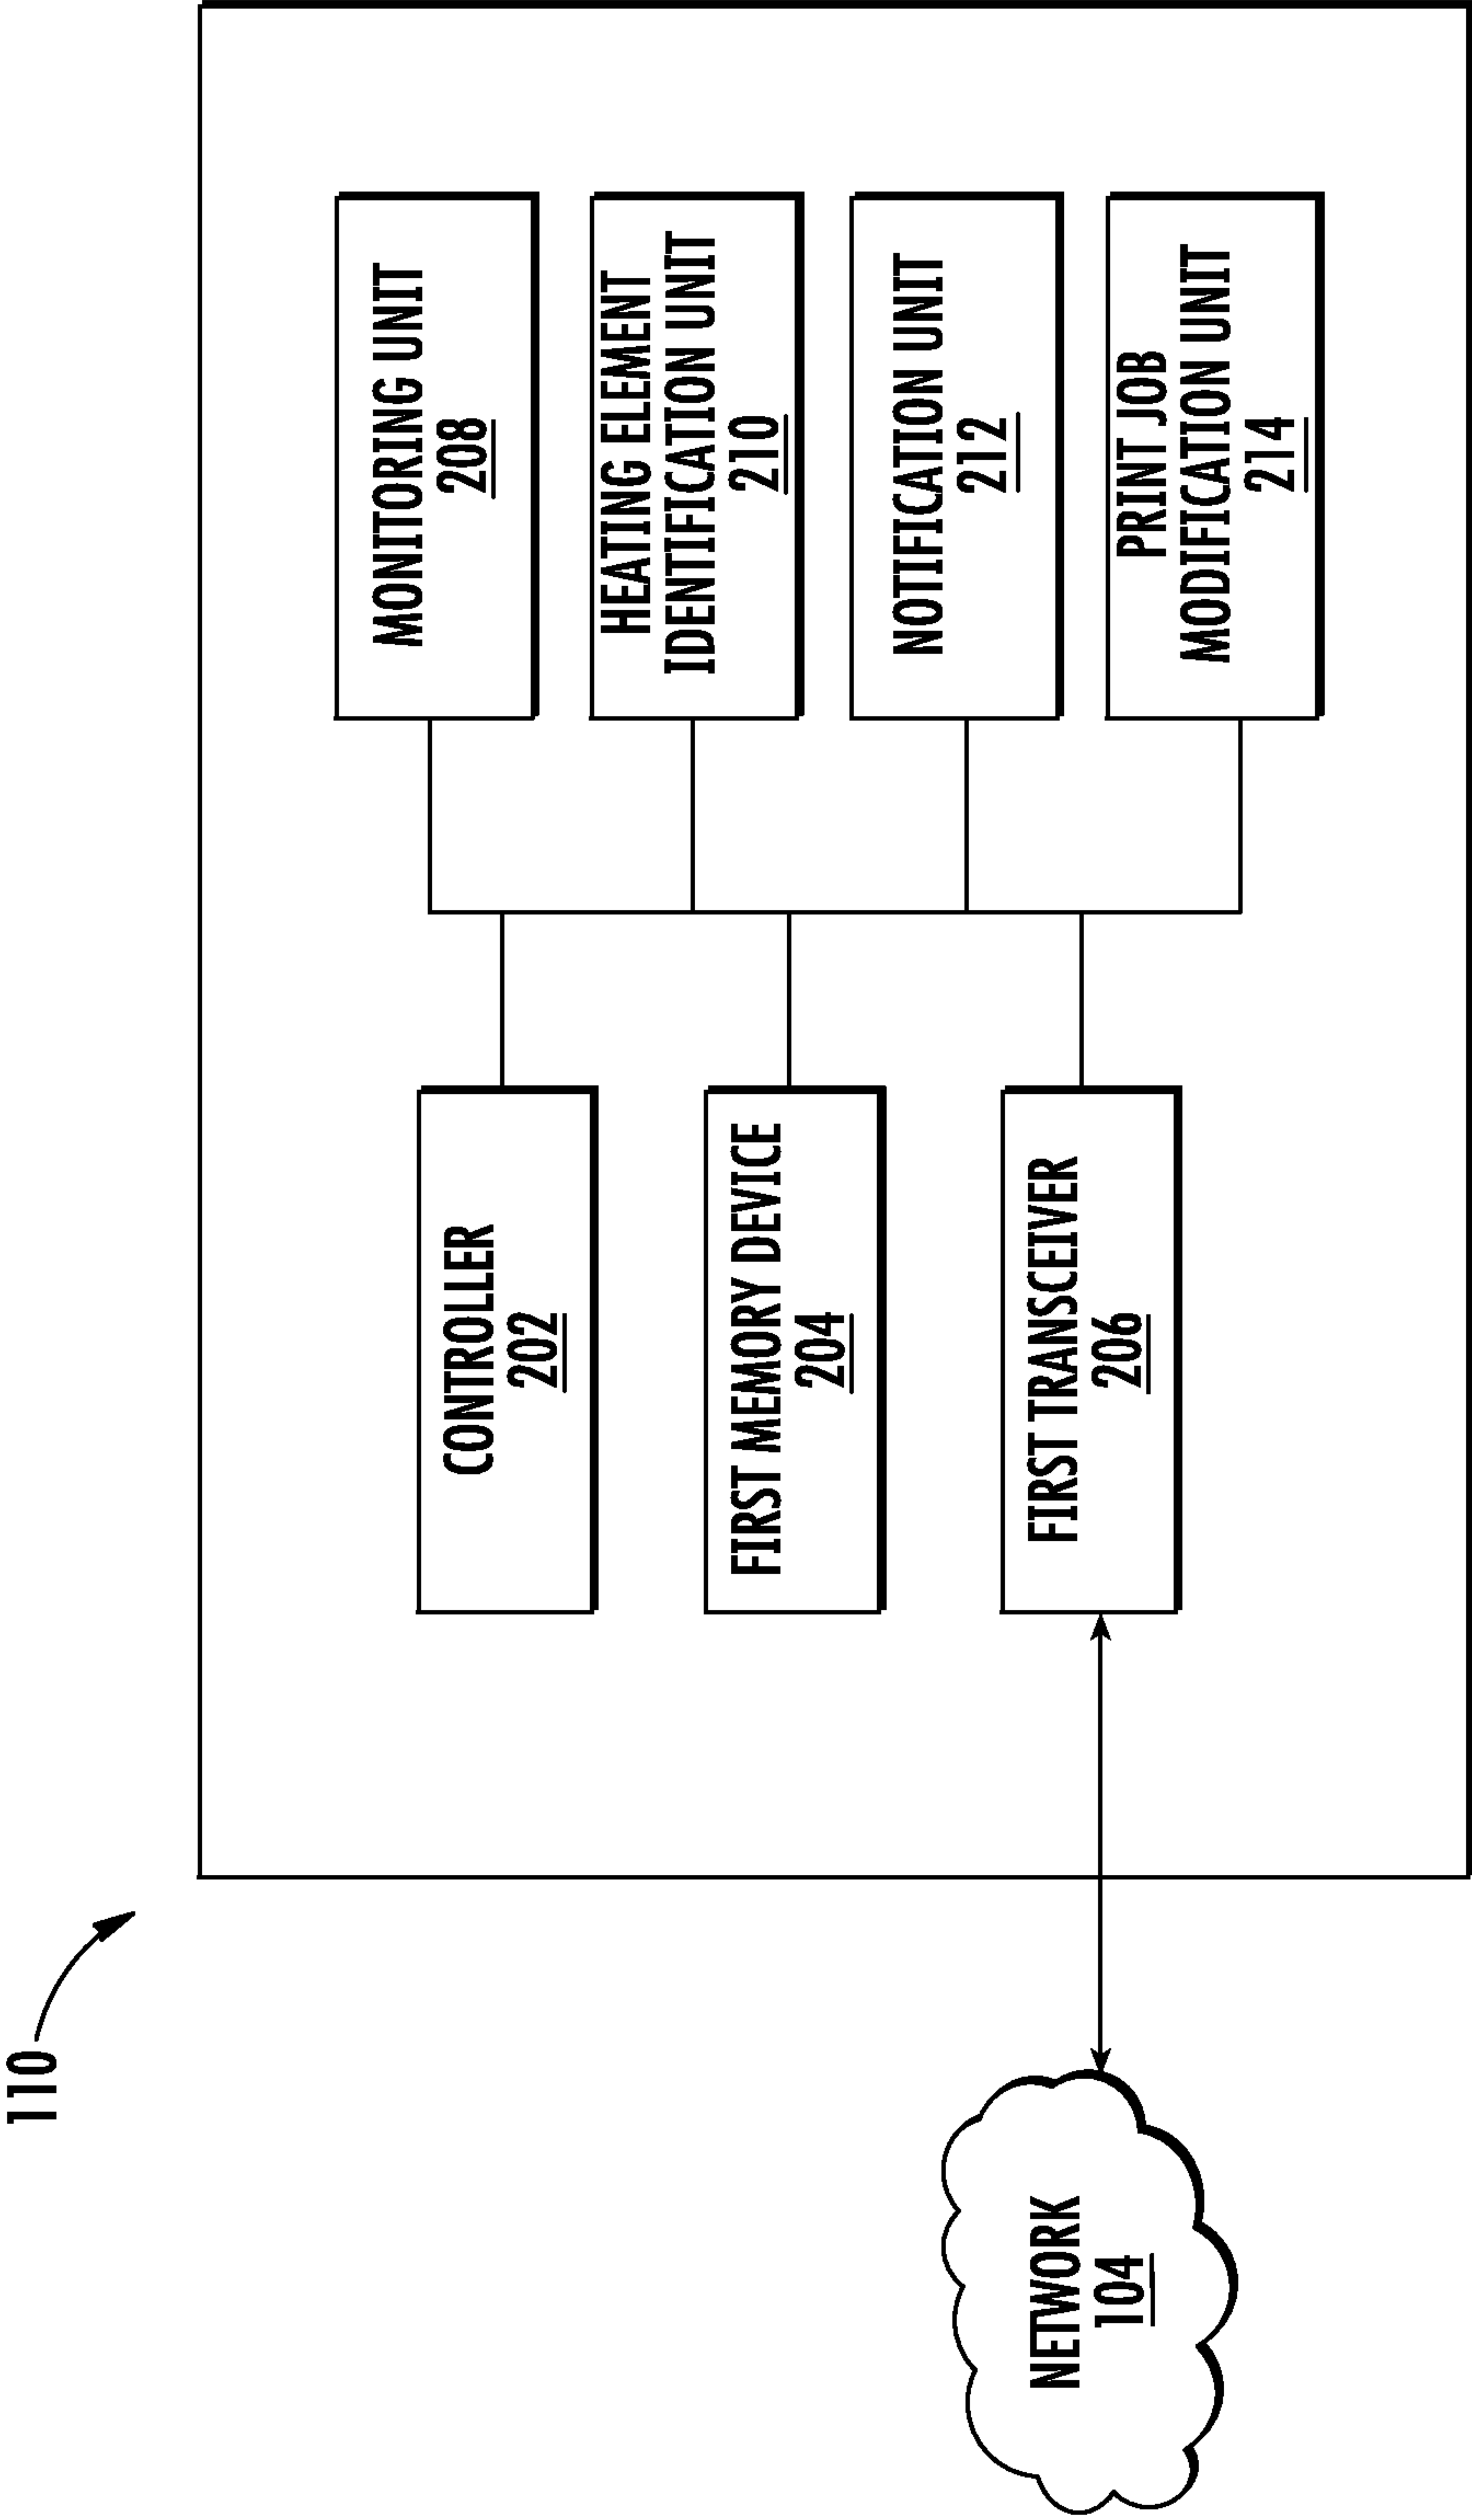 110
CONTROLLER
202
FIRST MEMORY DEVICE
204
FIRST TRANSCEIVER
206
MONITORING UNIT
208
HEATING ELEMENT
IDENTIFICATION UNIT
210
NOTIFICATION UNIT
212
PRINT JOB
MODIFICATION UNIT
214
NETWORK
104